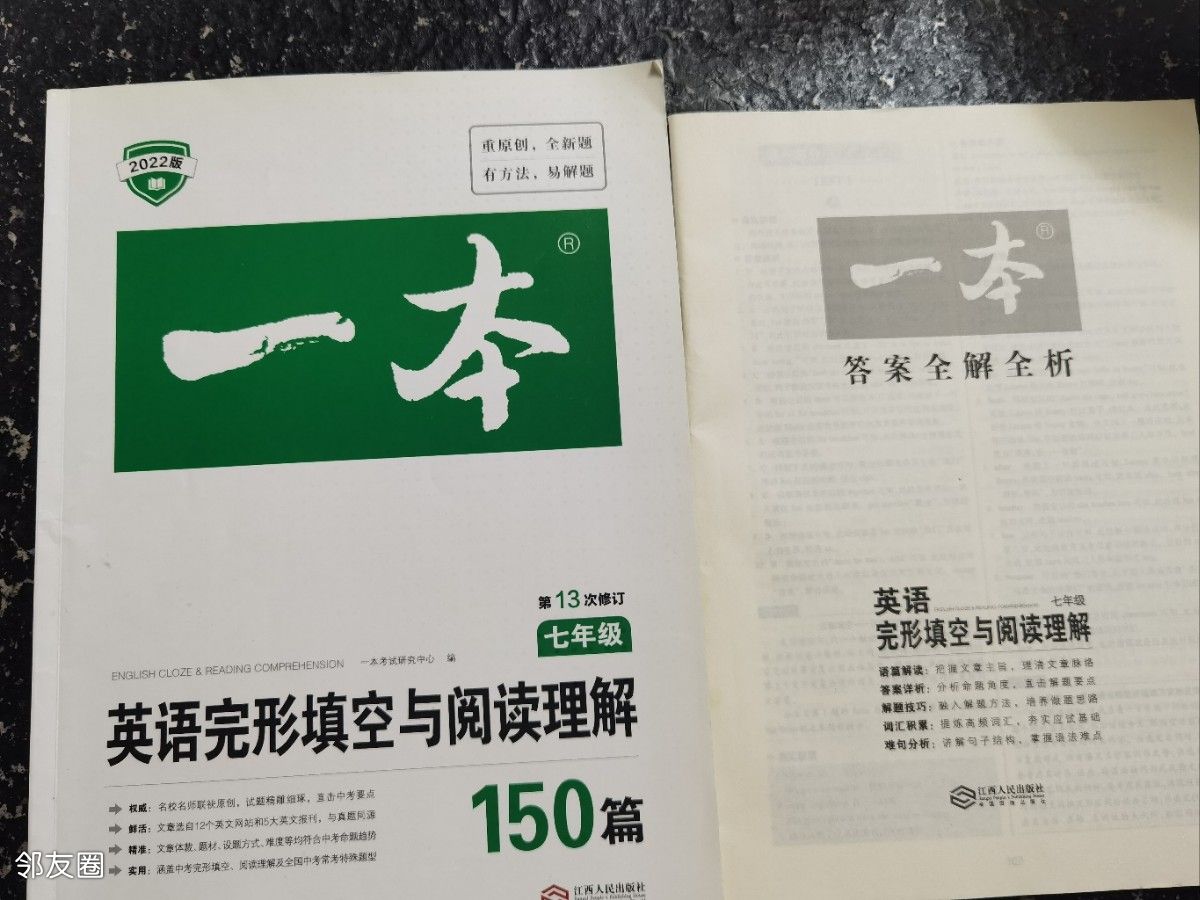 2022版
重原创，全新题
有方法，易解题
一本
®
第13次修订
七年级
ENGLISH CLOZE & READING COMPREHENSION 一本考试研究中心 编
英语完形填空与阅读理解
150篇
权威：名校名师联袂原创，试题精雕细琢，直击中考要点
鲜活：文章选自12个英文网站和5大英文报刊，与真题同源
精准：文章体裁、题材、设题方式、难度等均符合中考命题趋势
实用：涵盖中考完形填空、阅读理解及全国中考常考特殊题型
江西人民出版社
一本
®
答案全解全析
英语
ENGLISH CLOZE & READING COMPREHENSION
七年级
完形填空与阅读理解
语篇解读：把握文章主旨，理清文章脉络
答案详析：分析命题角度，直击解题要点
解题技巧：融入解题方法，培养做题思路
词汇积累：提炼高频词汇，夯实应试基础
难句分析：讲解句子结构，掌握语法难点
江西人民出版社
邻友圈